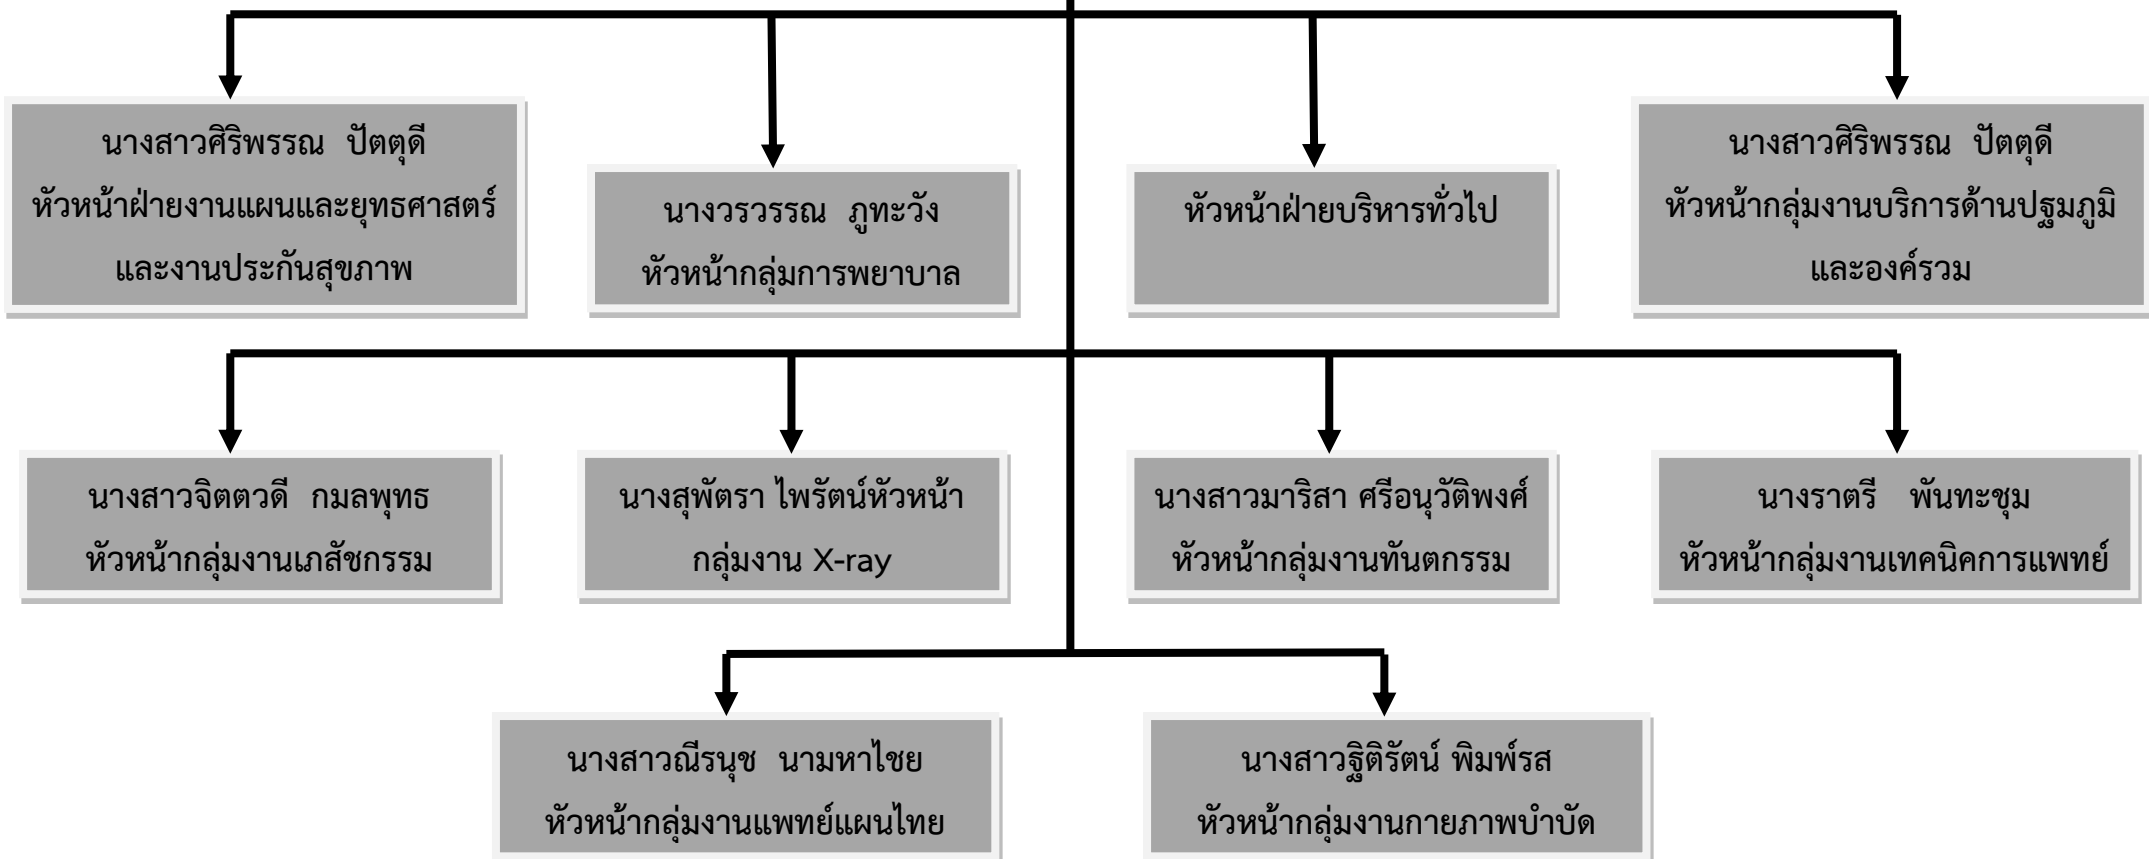 นางสาวศิริพรรณ ปัตตุดี
หัวหน้าฝ่ายงานแผนและยุทธศาสตร์
และงานประกันสุขภาพ
นางวรวรรณ ภูทะวัง
หัวหน้ากลุ่มการพยาบาล
หัวหน้าฝ่ายบริหารทั่วไป
นางสาวศิริพรรณ ปัตตุดี
หัวหน้ากลุ่มงานบริการด้านปฐมภูมิ
และองค์รวม
นางสาวจิตตวดี กมลพุทธ
หัวหน้ากลุ่มงานเภสัชกรรม
นางสุพัตรา ไพรัตน์หัวหน้า
กลุ่มงาน X-ray
นางสาวมาริสา ศรีอนุวัติพงศ์
หัวหน้ากลุ่มงานทันตกรรม
นางราตรี พันทะชุม
หัวหน้ากลุ่มงานเทคนิคการแพทย์
นางสาวณีรนุช นามหาไชย
หัวหน้ากลุ่มงานแพทย์แผนไทย
นางสาวฐิติรัตน์ พิมพ์รส
หัวหน้ากลุ่มงานกายภาพบำบัด